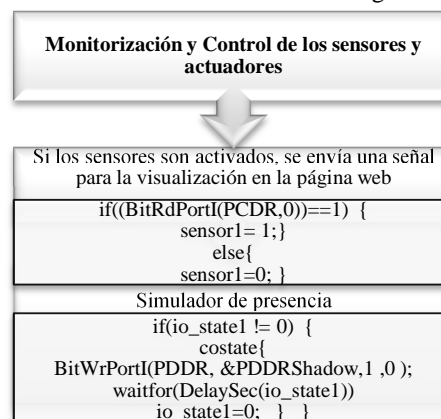 Monitorización y Control de los sensores y
actuadores
Si los sensores son activados, se envía una señal
para la visualización en la página web
if((BitRdPortI(PCDR,0))==1) {
sensor1= 1;}
else{
sensor1=0; }
Simulador de presencia
if(io_state1 != 0) {
costate{
BitWrPortI(PDDR, &PDDRShadow,1 ,0 );
waitfor(DelaySec(io_state1))
io_state1=0; } }